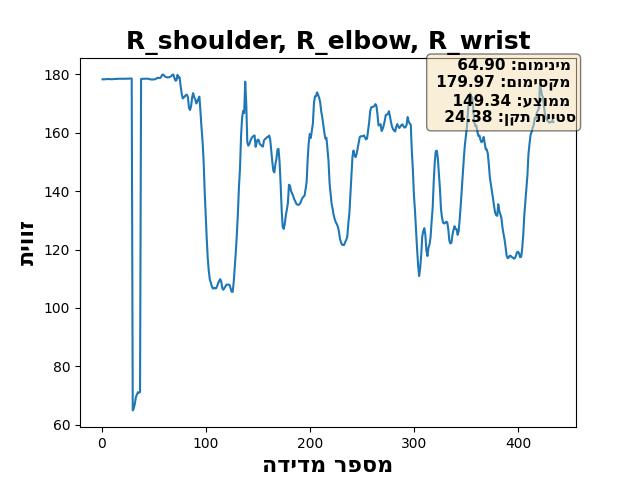 R_shoulder, R_elbow, R_wrist
מינימום: 64.90
מקסימום: 179.97
ממוצע: 149.34
סטיית תקן: 24.38
זווית
180
160
140
120
100
80
60
0 100 200 300 400
מספר מדידה